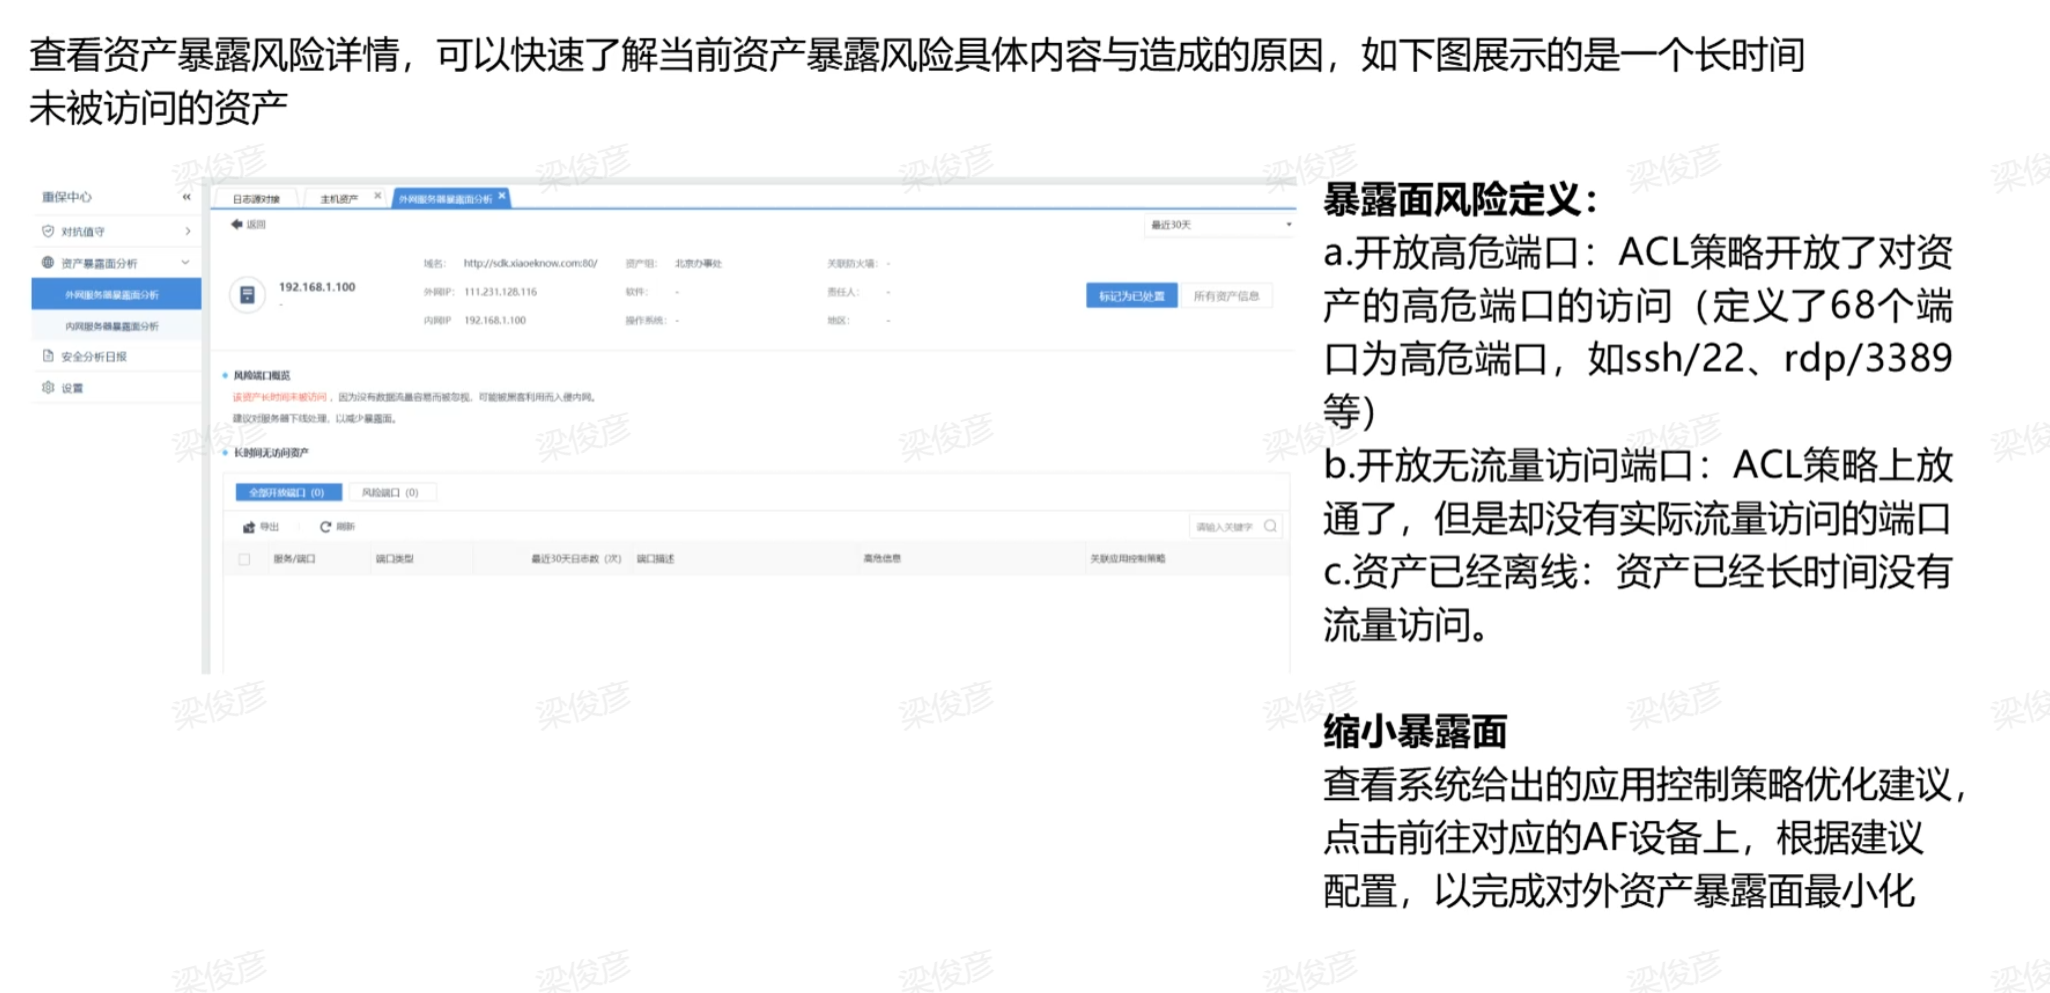 查看资产暴露风险详情，可以快速了解当前资产暴露风险具体内容与造成的原因，如下图展示的是一个长时间
未被访问的资产
重保中心 «
对抗值守
资产暴露面分析
外网服务器暴露面分析
内网服务器暴露面分析
安全分析日报
设置
日志源对接 主机资产 × 外网服务器暴露面分析 ×
返回 最近30天
192.168.1.100
-
域名： http://sdk.xiaoeknow.com:80/ 资产组： 北京办事处 关联防火墙： -
外网IP： 111.231.128.116 软件： - 责任人： -
内网IP 192.168.1.100 操作系统： - 地区： -
标记为已处置 所有资产信息
风险端口概览
该资产长时间未被访问，因为没有数据流量容易而被忽视，可能被黑客利用而入侵内网。
建议对服务器下线处理，以减少暴露面。
长时间无访问资产
全部开放端口（0） 风险端口（0）
导出 刷新 请输入关键字
服务/端口 端口类型 最近30天日志数（次） 端口描述 高危信息 关联应用控制策略
暴露面风险定义：
a.开放高危端口：ACL策略开放了对资
产的高危端口的访问（定义了68个端
口为高危端口，如ssh/22、rdp/3389
等）
b.开放无流量访问端口：ACL策略上放
通了，但是却没有实际流量访问的端口
c.资产已经离线：资产已经长时间没有
流量访问。
缩小暴露面
查看系统给出的应用控制策略优化建议，
点击前往对应的AF设备上，根据建议
配置，以完成对外资产暴露面最小化
梁俊彦